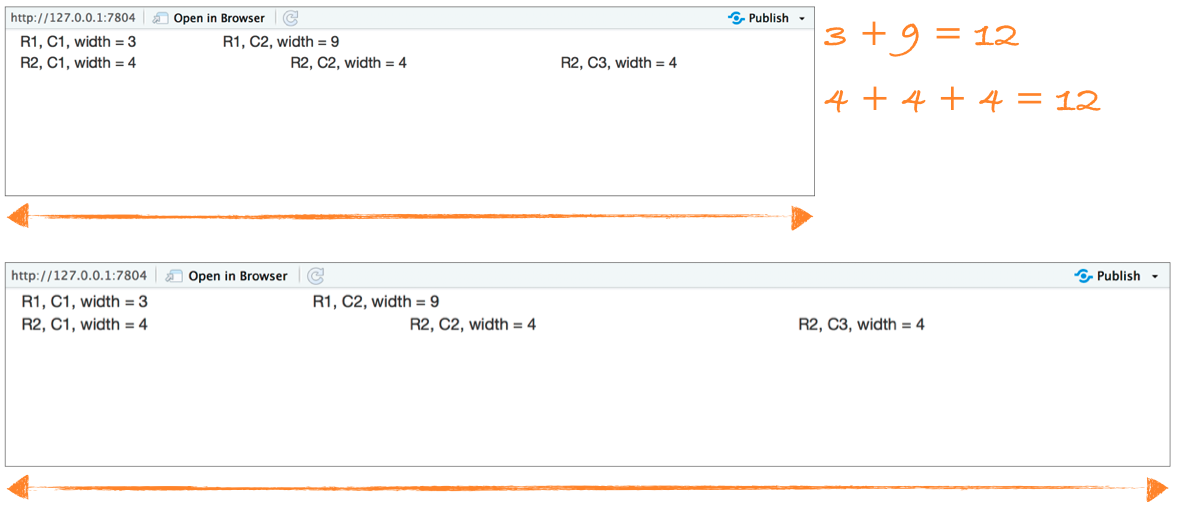 http://127.0.0.1:7804 Open in Browser Publish
R1, C1, width = 3 R1, C2, width = 9
R2, C1, width = 4 R2, C2, width = 4 R2, C3, width = 4
3 + 9 = 12
4 + 4 + 4 = 12
http://127.0.0.1:7804 Open in Browser Publish
R1, C1, width = 3 R1, C2, width = 9
R2, C1, width = 4 R2, C2, width = 4 R2, C3, width = 4